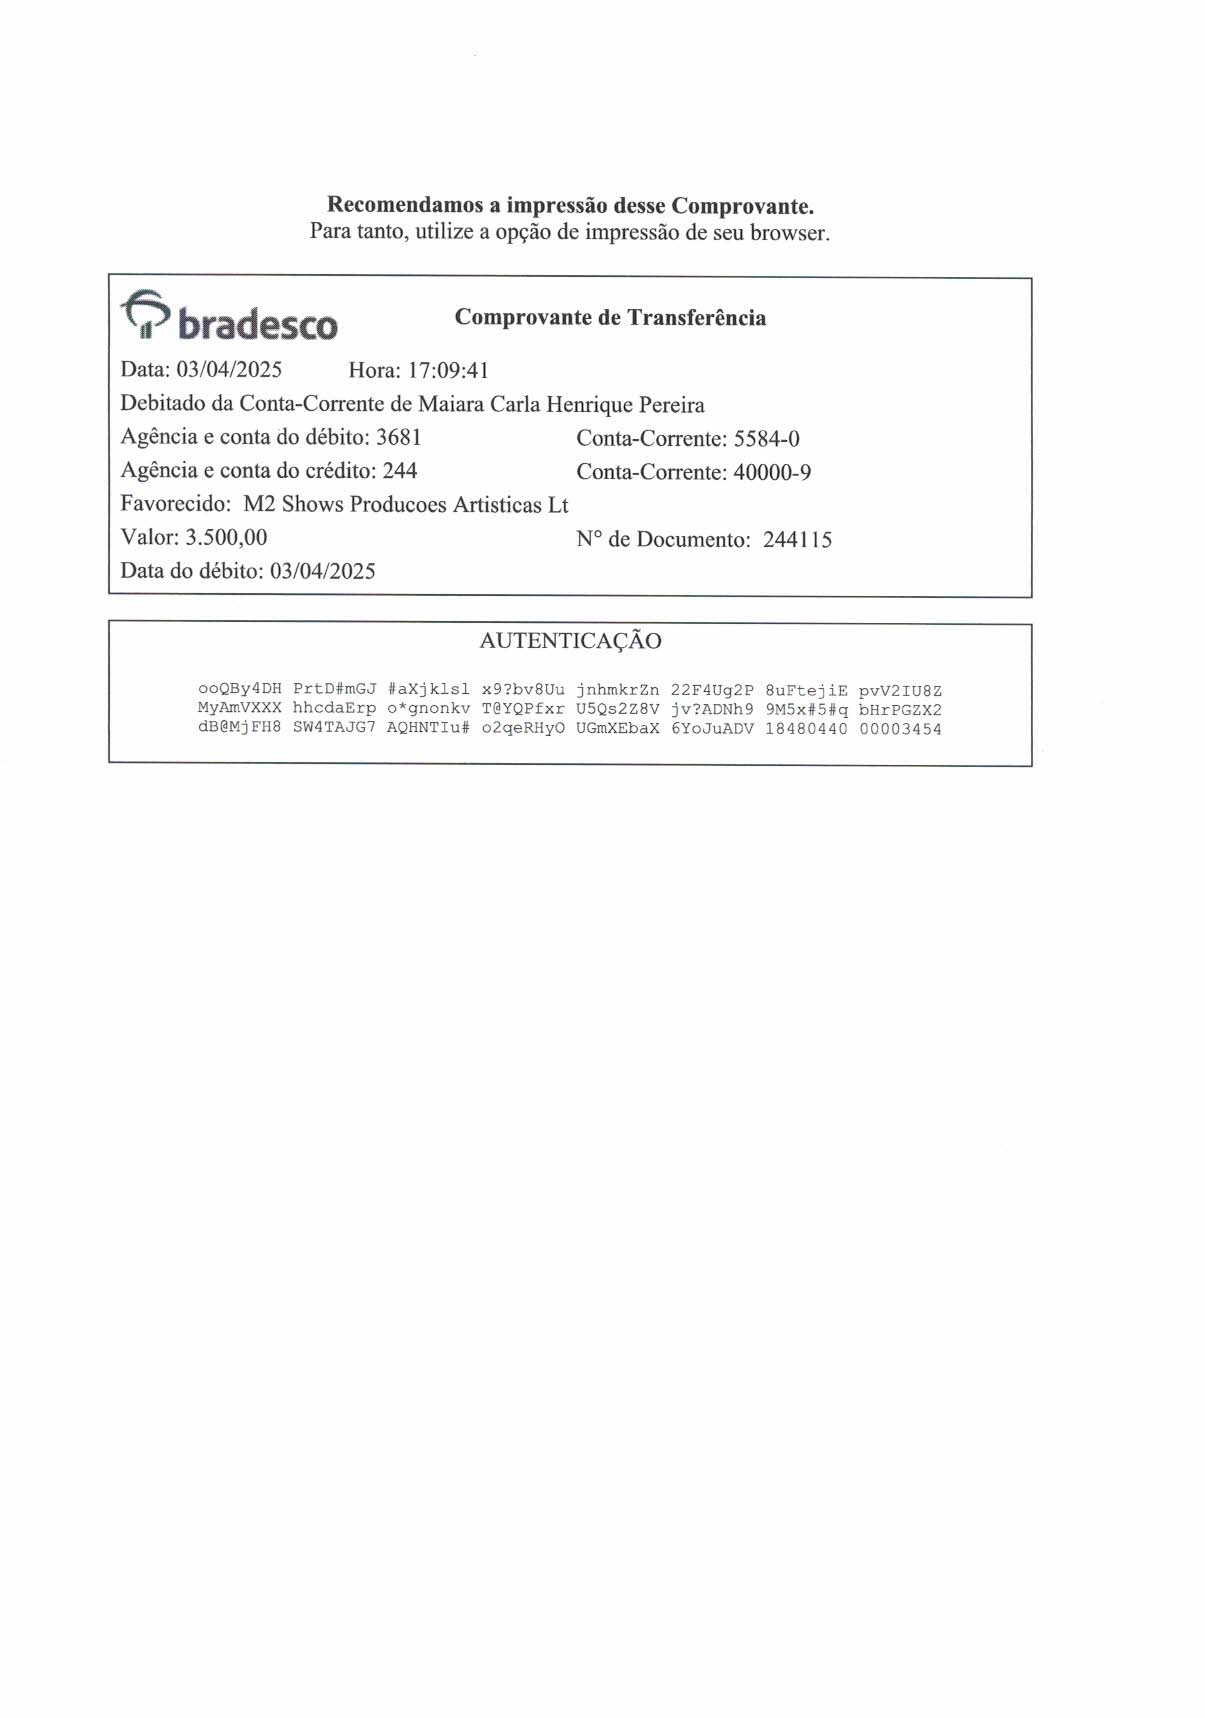 Recomendamos a impressão desse Comprovante.
Para tanto, utilize a opção de impressão de seu browser.
bradesco
Comprovante de Transferência
Data: 03/04/2025 Hora: 17:09:41
Debitado da Conta-Corrente de Maiara Carla Henrique Pereira
Agência e conta do débito: 3681 Conta-Corrente: 5584-0
Agência e conta do crédito: 244 Conta-Corrente: 40000-9
Favorecido: M2 Shows Producoes Artisticas Lt
Valor: 3.500,00 N° de Documento: 244115
Data do débito: 03/04/2025
AUTENTICAÇÃO
ooQBy4DH PrtD#mGJ #aXjklsl x9?bv8Uu jnhmkrZn 22F4Ug2P 8uFtejiE pvV2IU8Z
MyAmVXXX hhcdaErp o*gnonkv T@YQPfxr U5Qs2Z8V jv?ADNh9 9M5x#5#q bHrPGZX2
dB@MjFH8 SW4TAJG7 AQHNTIu# o2qeRHyO UGmXEbaX 6YoJuADV 18480440 00003454